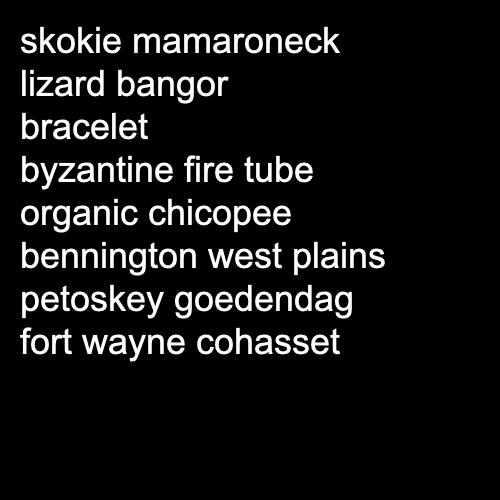 skokie mamaroneck
lizard bangor
bracelet
byzantine fire tube
organic chicopee
bennington west plains
petoskey goedendag
fort wayne cohasset